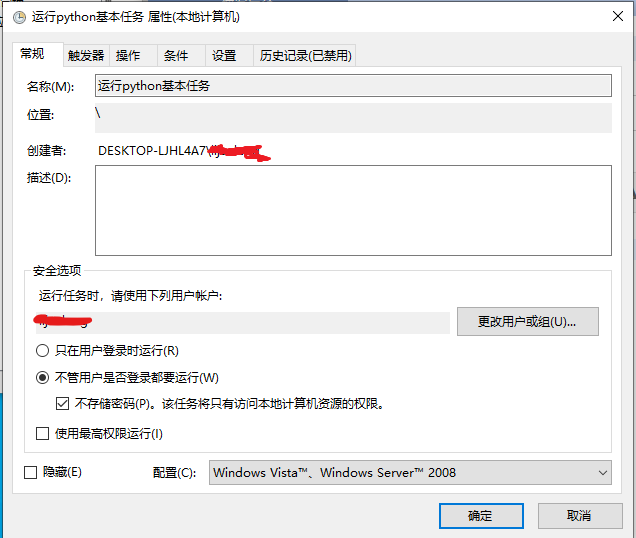 运行python基本任务 属性(本地计算机)
常规 触发器 操作 条件 设置 历史记录(已禁用)
名称(M): 运行python基本任务
位置: \
创建者: DESKTOP-LJHL4A7\
描述(D):
安全选项
运行任务时，请使用下列用户帐户:
更改用户或组(U)...
只在用户登录时运行(R)
不管用户是否登录都要运行(W)
不存储密码(P)。该任务将只有访问本地计算机资源的权限。
使用最高权限运行(I)
隐藏(E) 配置(C): Windows Vista™、Windows Server™ 2008
确定 取消